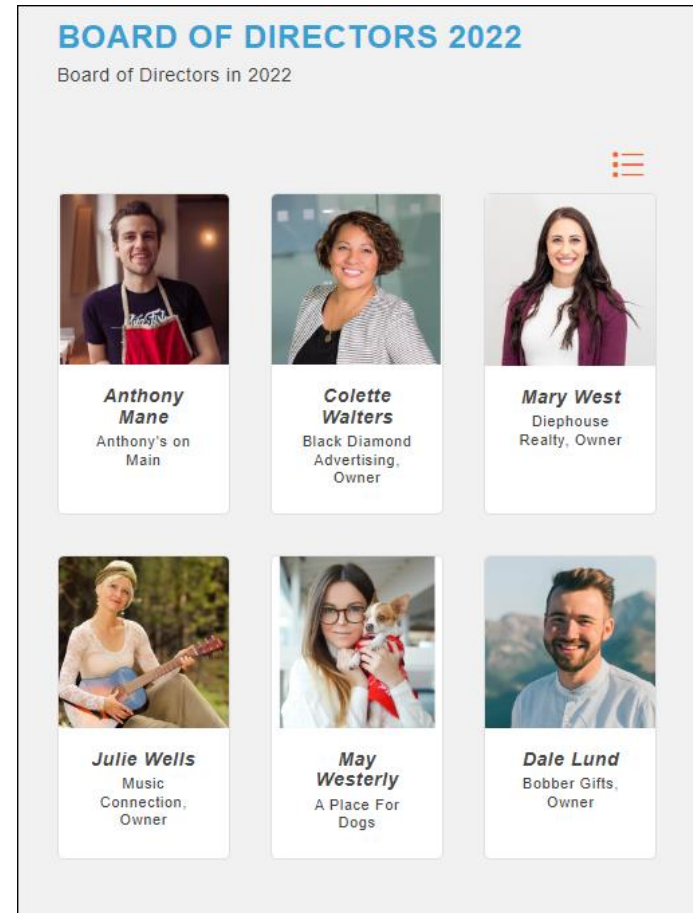 BOARD OF DIRECTORS 2022
Board of Directors in 2022
Anthony
Mane
Anthony's on
Main
Colette
Walters
Black Diamond
Advertising,
Owner
Mary West
Diephouse
Realty, Owner
Julie Wells
Music
Connection,
Owner
May
Westerly
A Place For
Dogs
Dale Lund
Bobber Gifts,
Owner